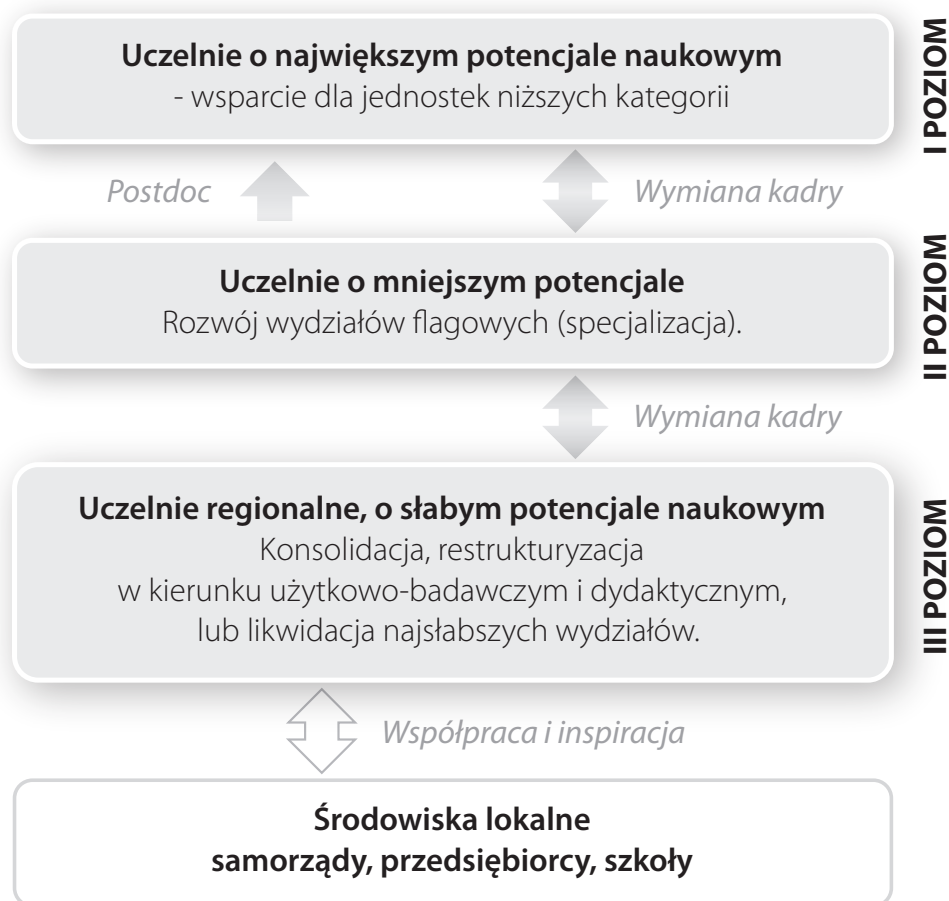 Uczelnie o największym potencjale naukowym
- wsparcie dla jednostek niższych kategorii
I POZIOM
Postdoc
Wymiana kadry
Uczelnie o mniejszym potencjale
Rozwój wydziałów flagowych (specjalizacja).
II POZIOM
Wymiana kadry
Uczelnie regionalne, o słabym potencjale naukowym
Konsolidacja, restrukturyzacja
w kierunku użytkowo-badawczym i dydaktycznym,
lub likwidacja najsłabszych wydziałów.
III POZIOM
Współpraca i inspiracja
Środowiska lokalne
samorządy, przedsiębiorcy, szkoły